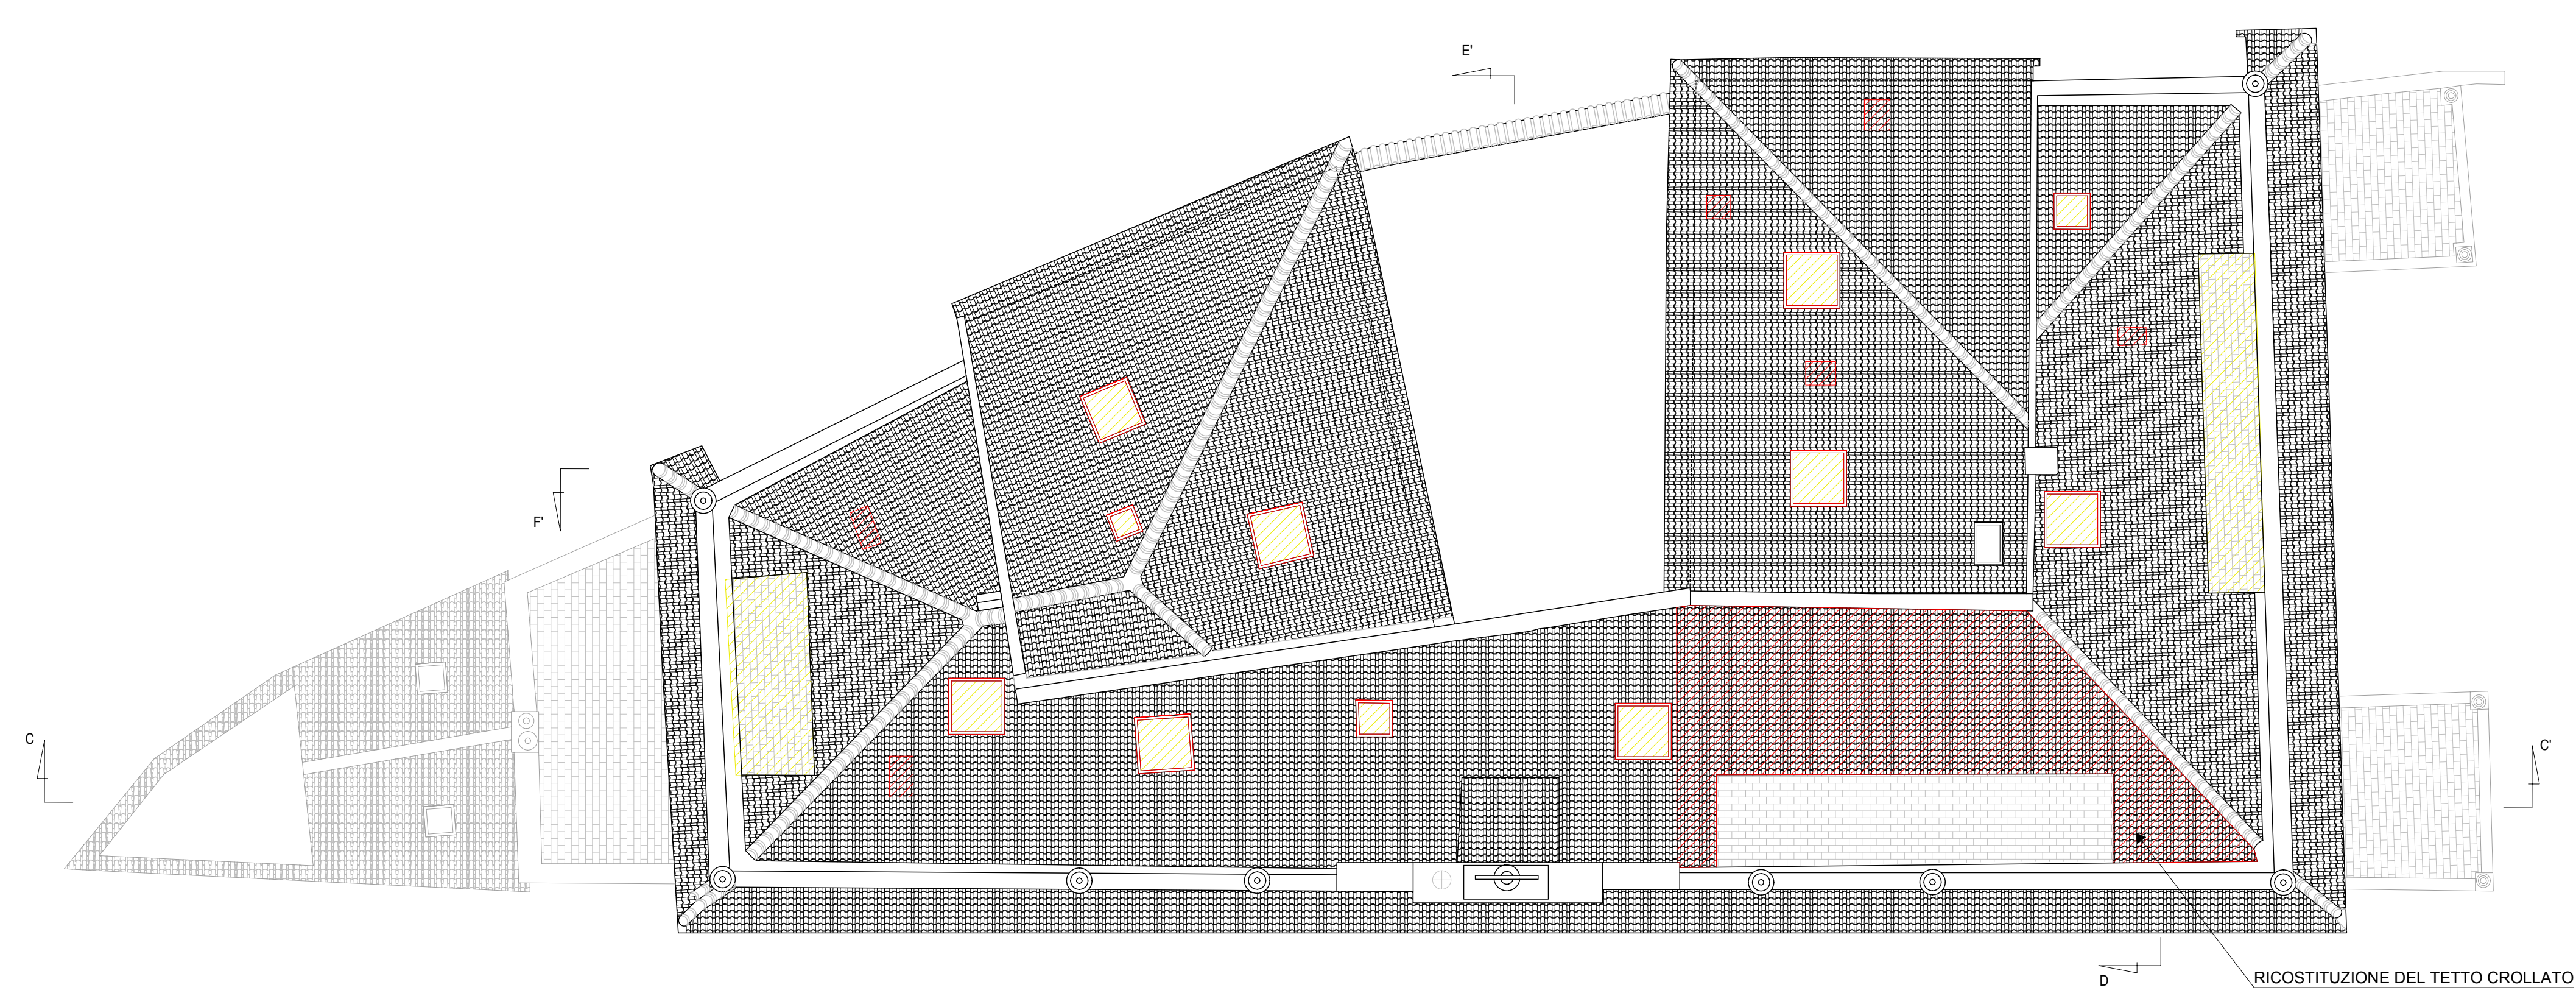 E'
F'
C
C'
D
RICOSTITUZIONE DEL TETTO CROLLATO